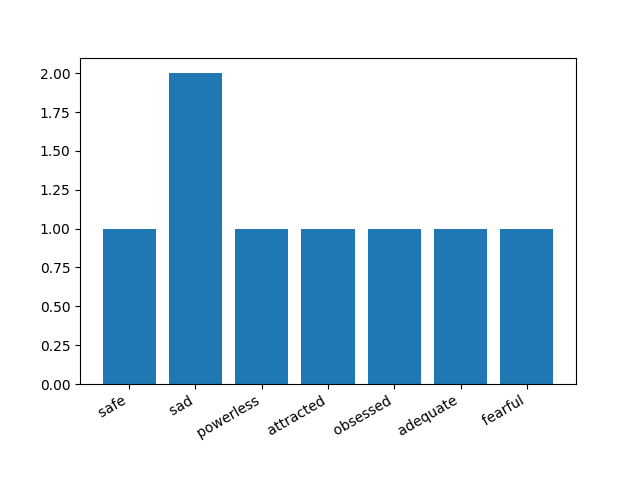 2.00
1.75
1.50
1.25
1.00
0.75
0.50
0.25
0.00
safe
sad
powerless
attracted
obsessed
adequate
fearful